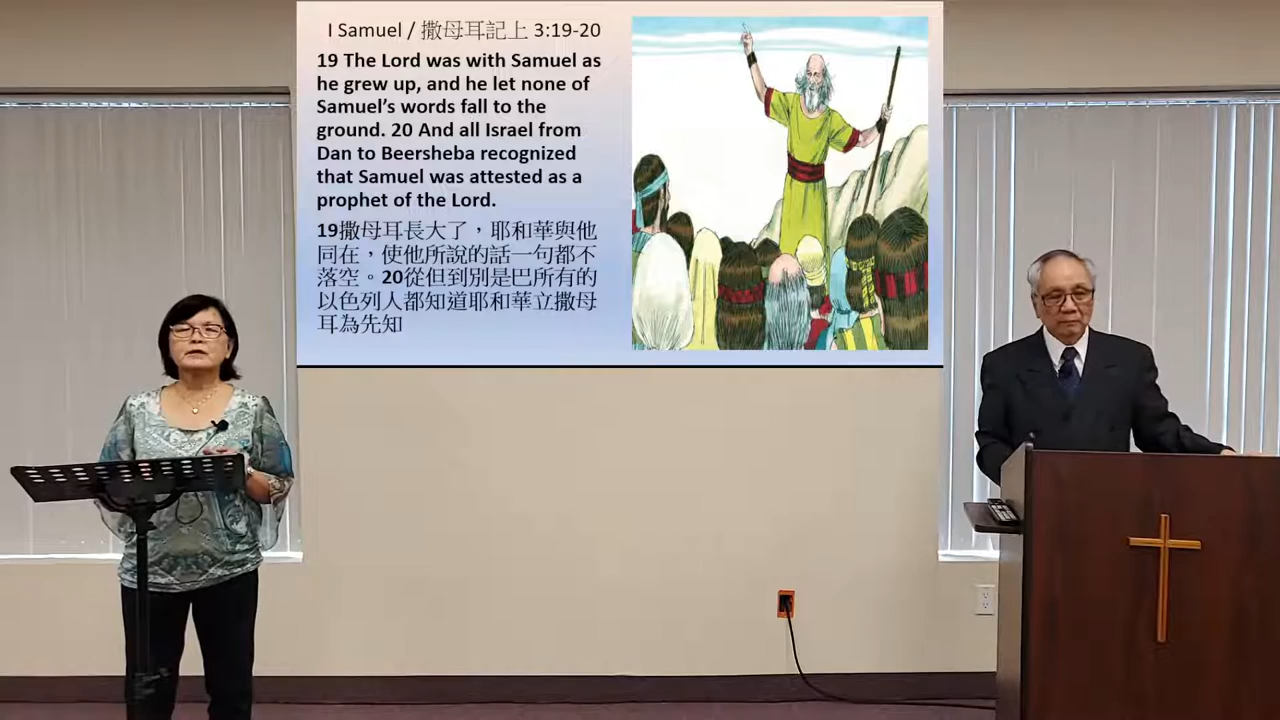 I Samuel / 撒母耳記上 3:19-20
19 The Lord was with Samuel as
he grew up, and he let none of
Samuel’s words fall to the
ground. 20 And all Israel from
Dan to Beersheba recognized
that Samuel was attested as a
prophet of the Lord.
19撒母耳長大了，耶和華與他
同在，使他所說的話一句都不
落空。20從但到別是巴所有的
以色列人都知道耶和華立撒母
耳為先知